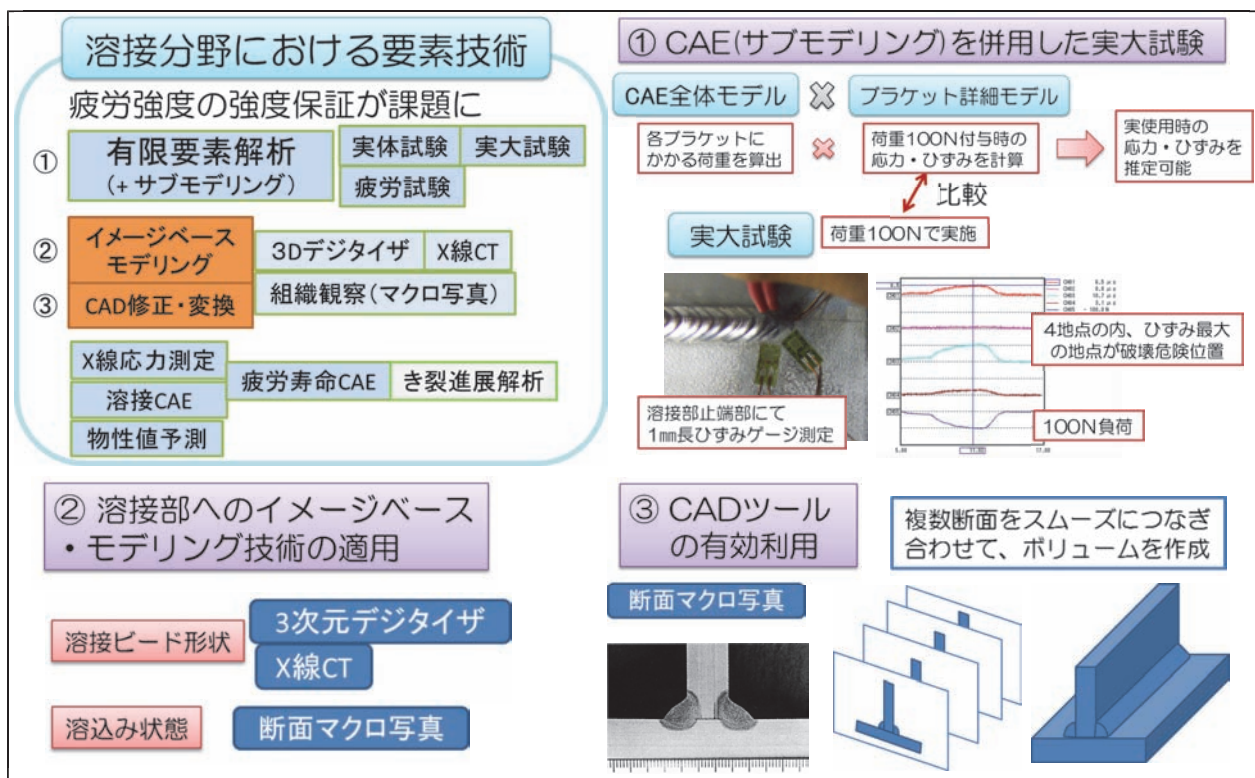 溶接分野における要素技術
疲労強度の強度保証が課題に
①
有限要素解析
(+ サブモデリング)
実体試験
実大試験
疲労試験
②
イメージベース
モデリング
3Dデジタイザ
X線CT
③
CAD修正・変換
組織観察(マクロ写真)
X線応力測定
溶接CAE
物性値予測
疲労寿命CAE
き裂進展解析
① CAE(サブモデリング)を併用した実大試験
CAE全体モデル
ブラケット詳細モデル
各ブラケットに
かかる荷重を算出
荷重100N付与時の
応力・ひずみを計算
実使用時の
応力・ひずみを
推定可能
比較
実大試験
荷重100Nで実施
4地点の内、ひずみ最大
の地点が破壊危険位置
溶接部止端部にて
1mm長ひずみゲージ測定
100N負荷
② 溶接部へのイメージベース
・モデリング技術の適用
溶接ビード形状
3次元デジタイザ
X線CT
溶込み状態
断面マクロ写真
③ CADツール
の有効利用
複数断面をスムーズにつなぎ
合わせて、ボリュームを作成
断面マクロ写真